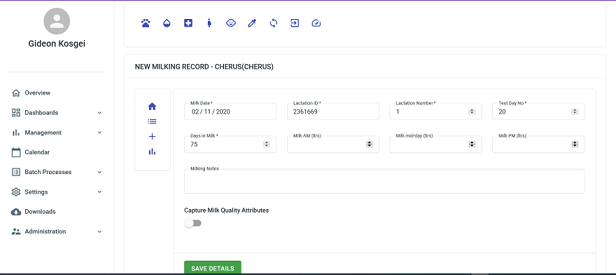 Gideon Kosgei
Overview
Dashboards
Management
Calendar
Batch Processes
Settings
Downloads
Administration
NEW MILKING RECORD - CHERUS(CHERUS)
Milk Date* Lactation ID* Lactation Number* Test Day No*
02 / 11 / 2020 2361669 1 20
Days in Milk* Milk AM (ltrs) Milk mid-day (ltrs) Milk PM (ltrs)
75
Milking Notes
Capture Milk Quality Attributes
SAVE DETAILS